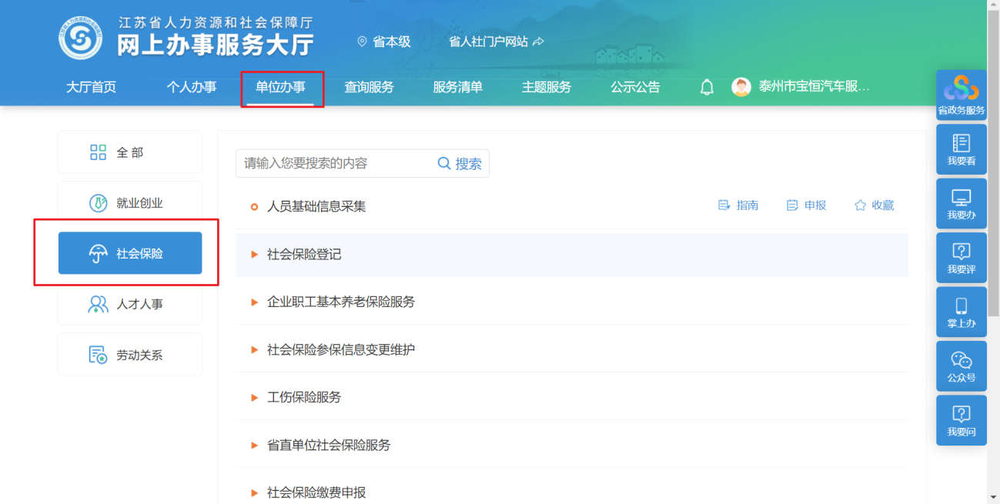 江苏省人力资源和社会保障厅
网上办事服务大厅
省本级
省人社门户网站
大厅首页 个人办事 单位办事 查询服务 服务清单 主题服务 公示公告 泰州市宝恒汽车服...
省政务服务
我要看
我要办
我要评
掌上办
公众号
我要问
全部
就业创业
社会保险
人才人事
劳动关系
请输入您要搜索的内容 搜索
人员基础信息采集 指南 申报 收藏
社会保险登记
企业职工基本养老保险服务
社会保险参保信息变更维护
工伤保险服务
省直单位社会保险服务
社会保险缴费申报